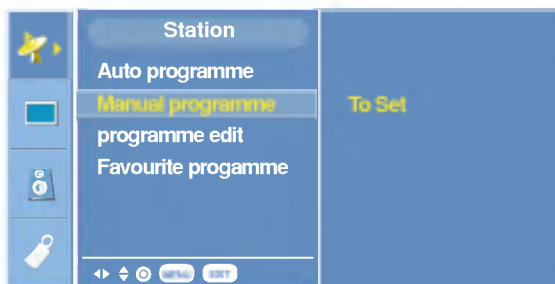 Station
Auto programme
Manual programme To Set
programme edit
Favourite progamme
MENU EXIT